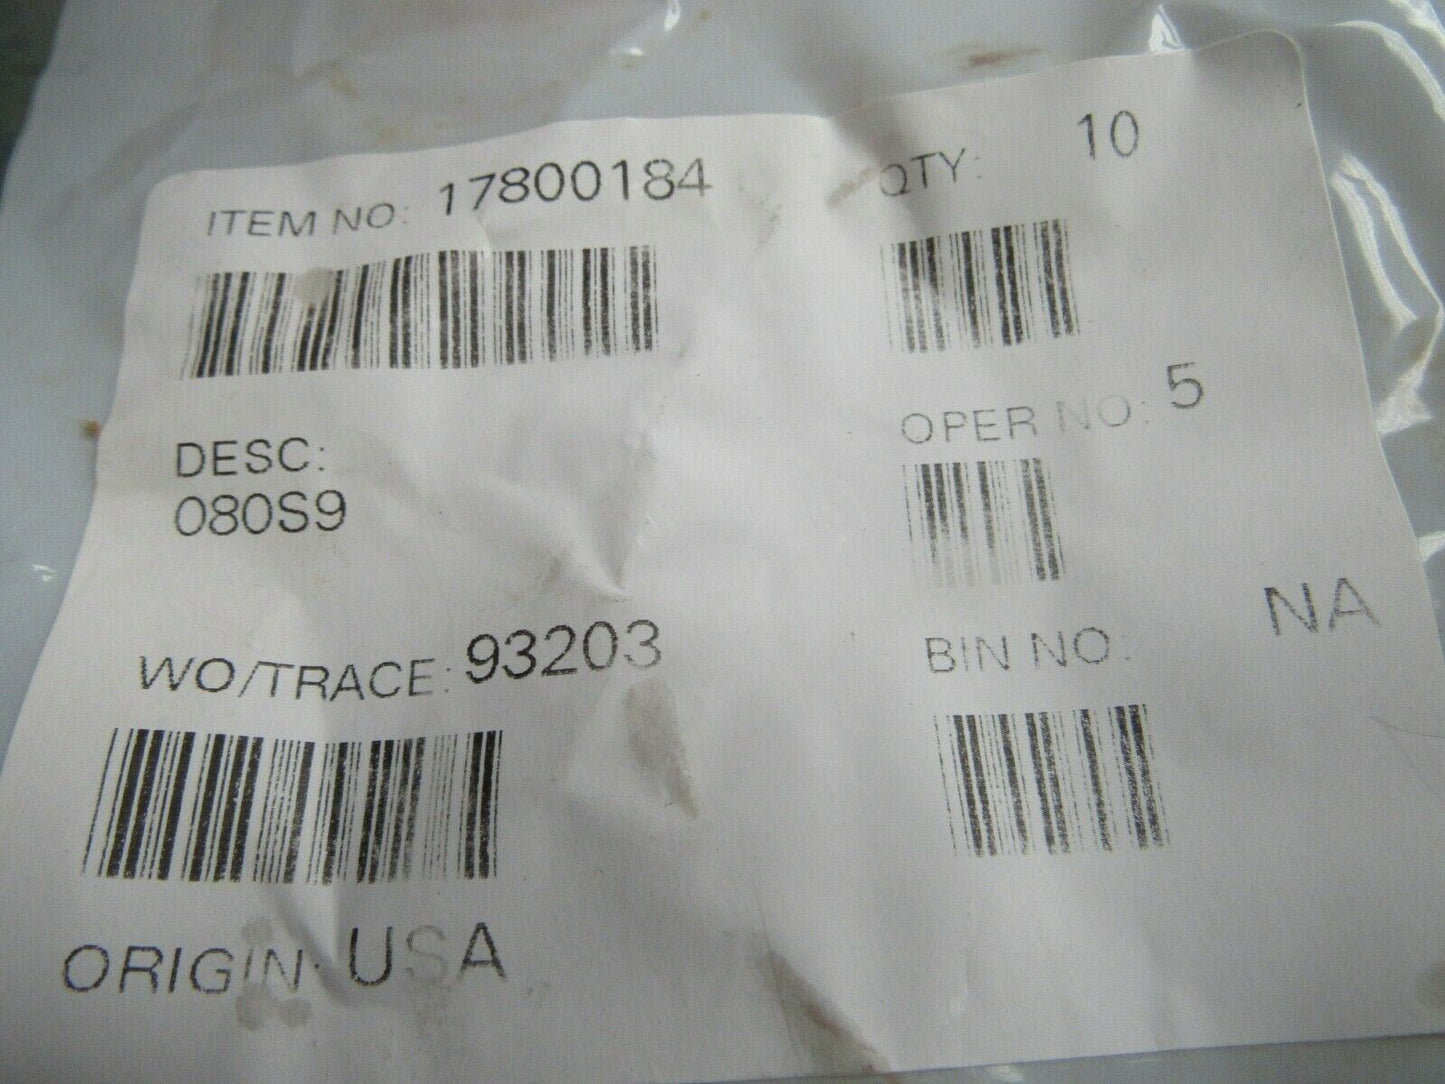 ITEM NO: 17800184
QTY: 10
DESC:
080S9
OPER NO: 5
WO/TRACE: 93203
BIN NO: NA
ORIGIN: USA